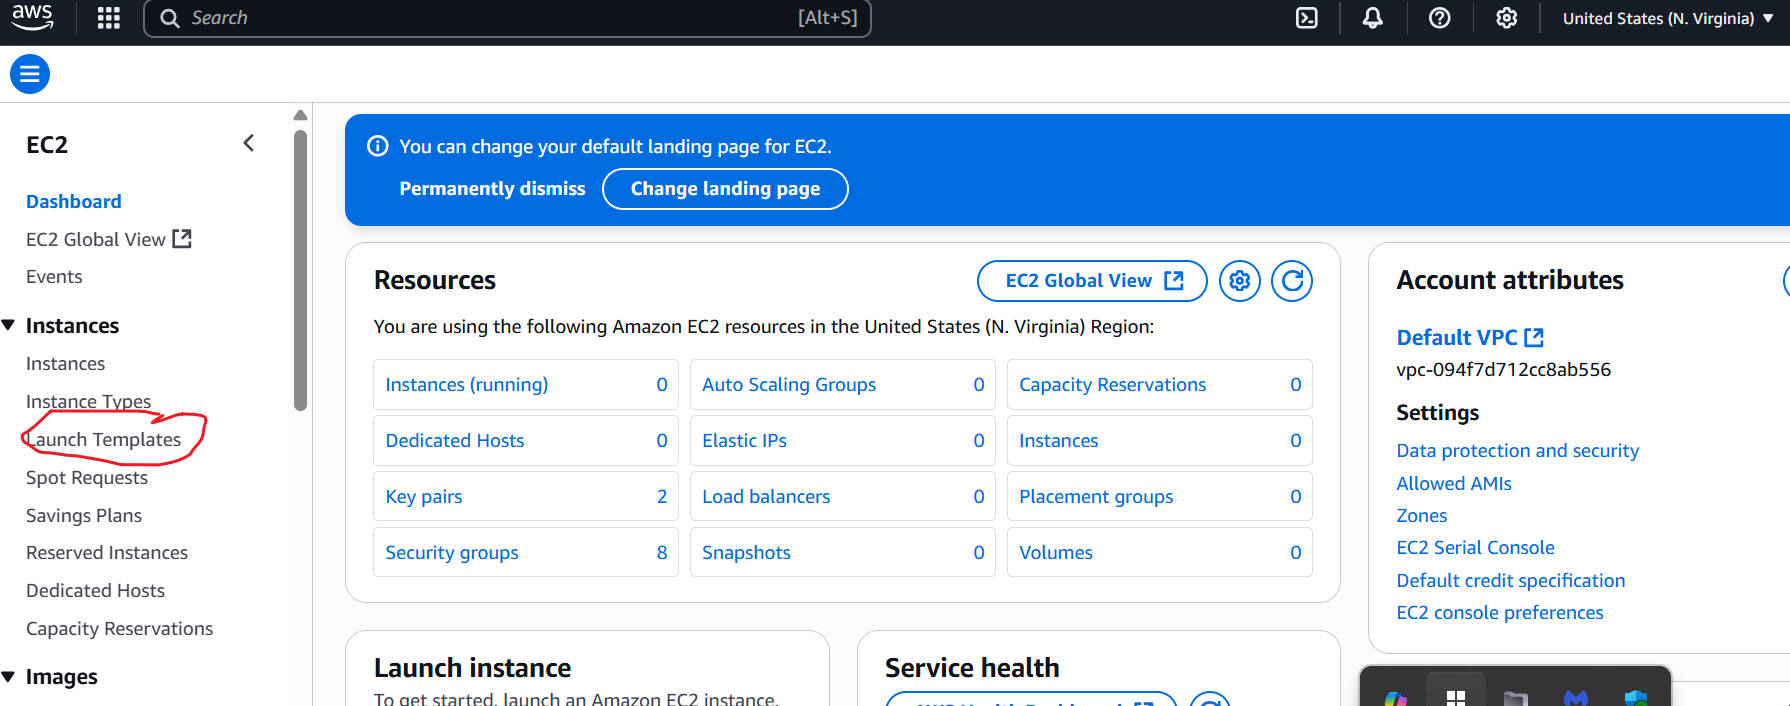 aws
Search [Alt+S]
United States (N. Virginia)
EC2
Dashboard
EC2 Global View
Events
Instances
Instances
Instance Types
Launch Templates
Spot Requests
Savings Plans
Reserved Instances
Dedicated Hosts
Capacity Reservations
Images
You can change your default landing page for EC2.
Permanently dismiss Change landing page
Resources
EC2 Global View
You are using the following Amazon EC2 resources in the United States (N. Virginia) Region:
Instances (running) 0 Auto Scaling Groups 0 Capacity Reservations 0
Dedicated Hosts 0 Elastic IPs 0 Instances 0
Key pairs 2 Load balancers 0 Placement groups 0
Security groups 8 Snapshots 0 Volumes 0
Launch instance
To get started, launch an Amazon EC2 instance,
Service health
AWS Health Dashboard
Account attributes
Default VPC
vpc-094f7d712cc8ab556
Settings
Data protection and security
Allowed AMIs
Zones
EC2 Serial Console
Default credit specification
EC2 console preferences